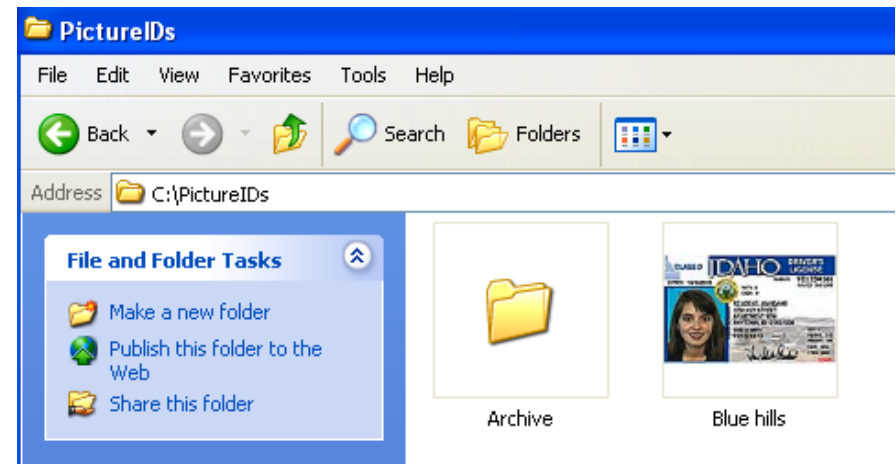 PictureIDs
File Edit View Favorites Tools Help
Back Search Folders
Address C:\PictureIDs
File and Folder Tasks
Make a new folder
Publish this folder to the
Web
Share this folder
IDAHO DRIVER'S
LICENSE
Archive
Blue hills